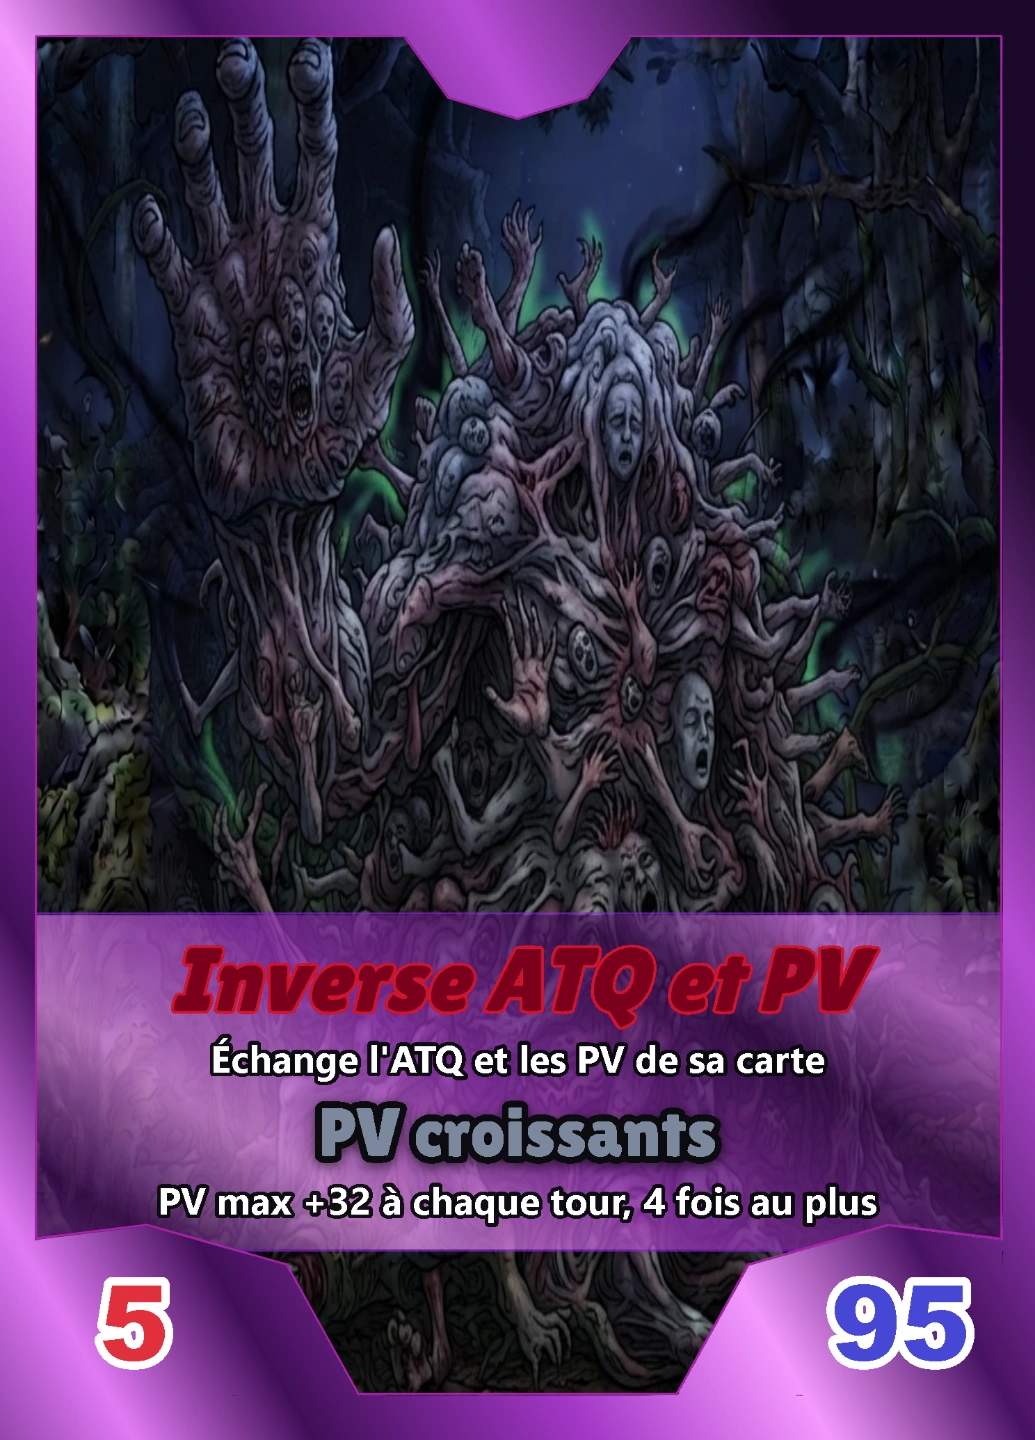 Inverse ATQ et PV
Échange l'ATQ et les PV de sa carte
PV croissants
PV max +32 à chaque tour, 4 fois au plus
5
95